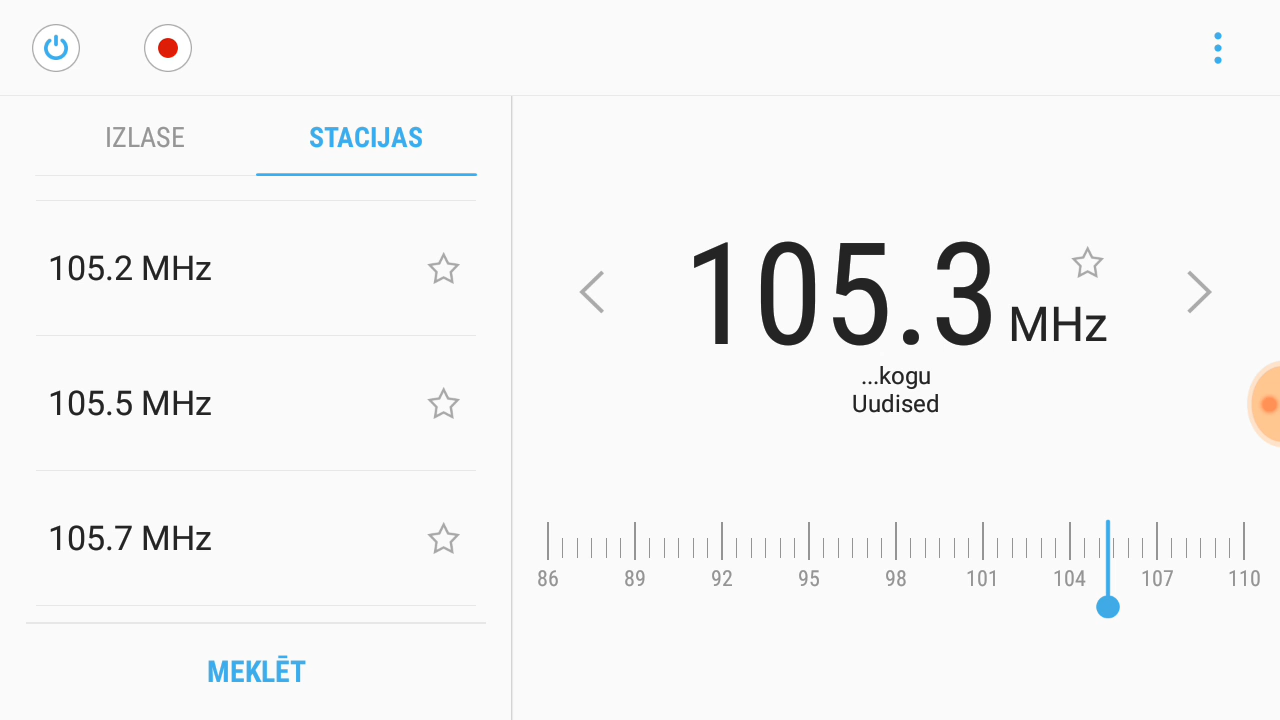 IZLASE
STACIJAS
105.2 MHz
105.5 MHz
105.7 MHz
MEKLĒT
105.3 MHz
...kogu
Uudised
86 89 92 95 98 101 104 107 110